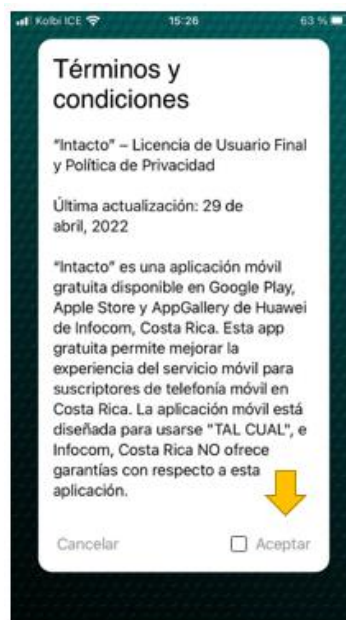 Kolbi ICE 15:26 63 %
Términos y
condiciones
"Intacto" – Licencia de Usuario Final
y Política de Privacidad
Última actualización: 29 de
abril, 2022
"Intacto" es una aplicación móvil
gratuita disponible en Google Play,
Apple Store y AppGallery de Huawei
de Infocom, Costa Rica. Esta app
gratuita permite mejorar la
experiencia del servicio móvil para
suscriptores de telefonía móvil en
Costa Rica. La aplicación móvil está
diseñada para usarse "TAL CUAL", e
Infocom, Costa Rica NO ofrece
garantías con respecto a esta
aplicación.
Cancelar Aceptar